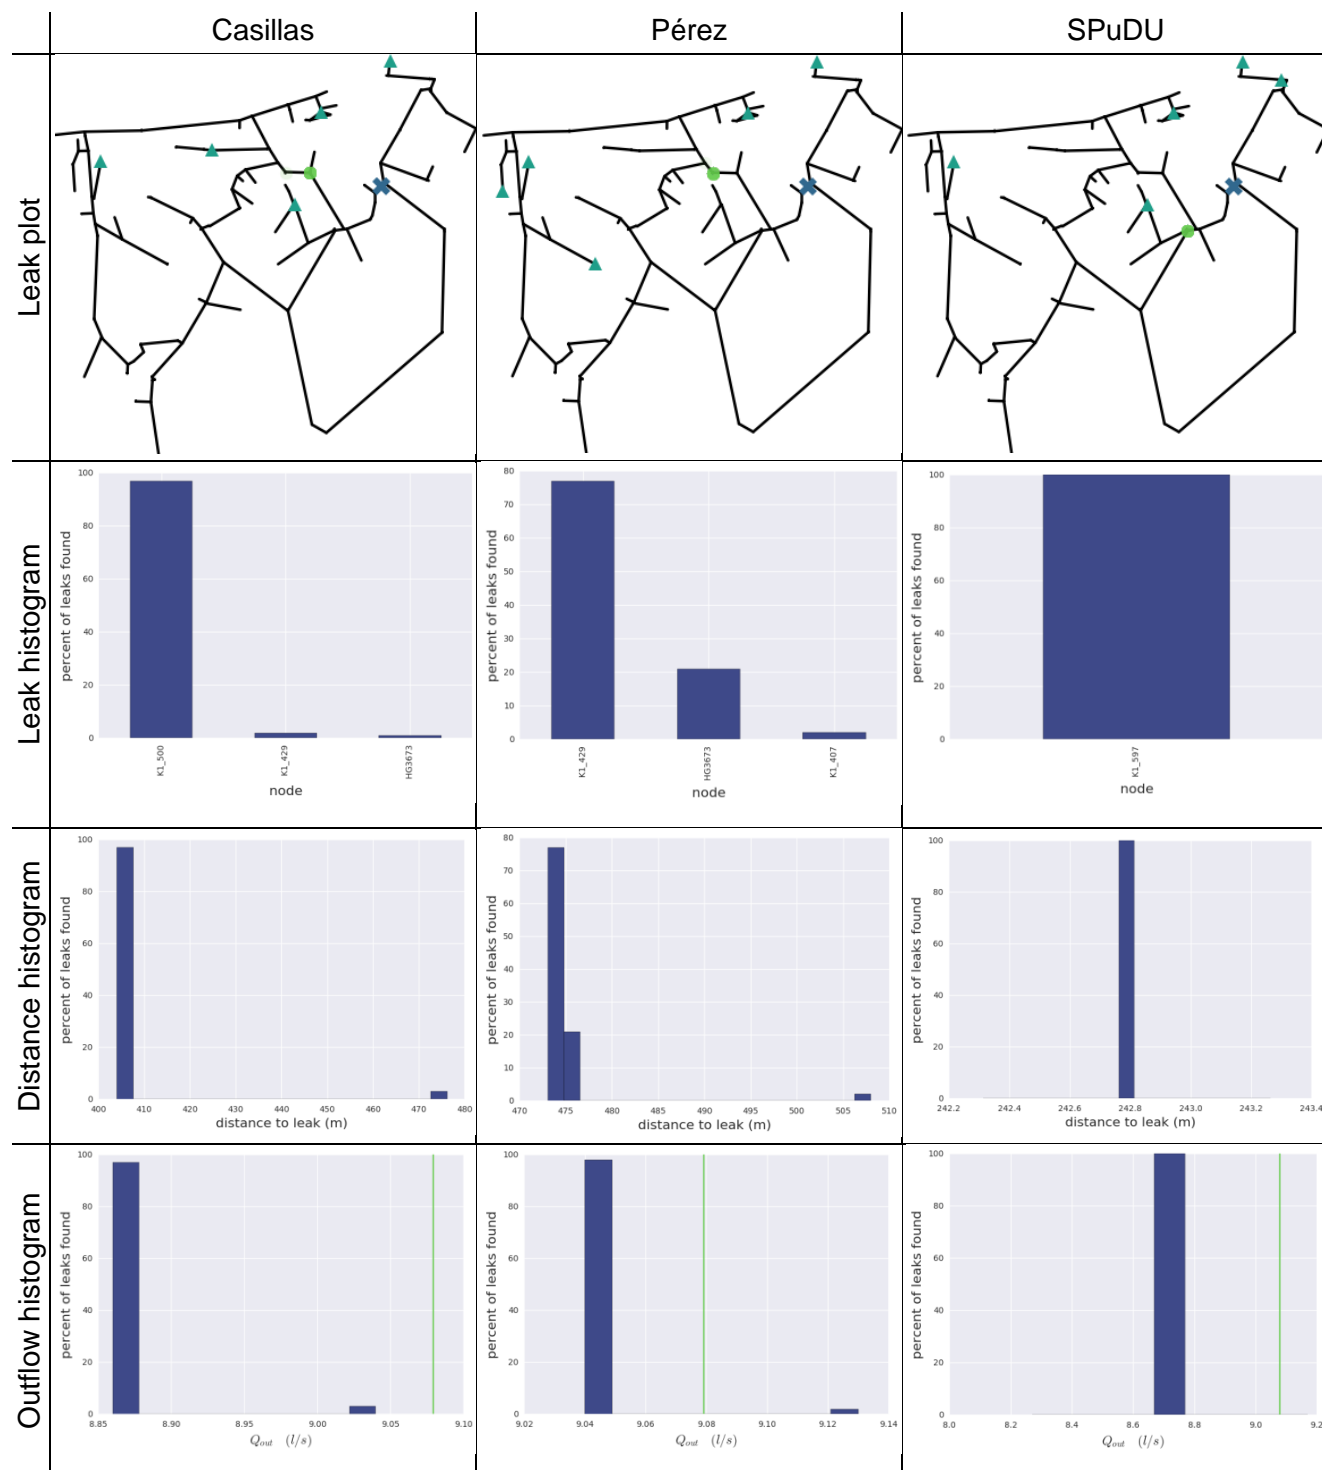 Casillas Pérez SPuDU
Leak plot
Leak histogram
percent of leaks found
100
80
60
40
20
0
K1_500 K1_429 HG3673
node
percent of leaks found
80
70
60
50
40
30
20
10
0
K1_429 HG3673 K1_407
node
percent of leaks found
100
80
60
40
20
0
K1_597
node
Distance histogram
percent of leaks found
100
80
60
40
20
0
400 410 420 430 440 450 460 470 480
distance to leak (m)
percent of leaks found
80
70
60
50
40
30
20
10
0
470 475 480 485 490 495 500 505 510
distance to leak (m)
percent of leaks found
100
80
60
40
20
0
242.2 242.4 242.6 242.8 243.0 243.2 243.4
distance to leak (m)
Outflow histogram
percent of leaks found
100
80
60
40
20
0
8.85 8.90 8.95 9.00 9.05 9.10
Qout (l/s)
percent of leaks found
100
80
60
40
20
0
9.02 9.04 9.06 9.08 9.10 9.12 9.14
Qout (l/s)
percent of leaks found
100
80
60
40
20
0
8.0 8.2 8.4 8.6 8.8 9.0 9.2
Qout (l/s)